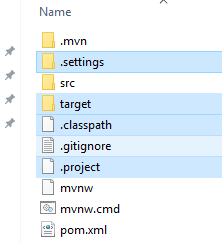 Name
.mvn
.settings
src
target
.classpath
.gitignore
.project
mvnw
mvnw.cmd
pom.xml